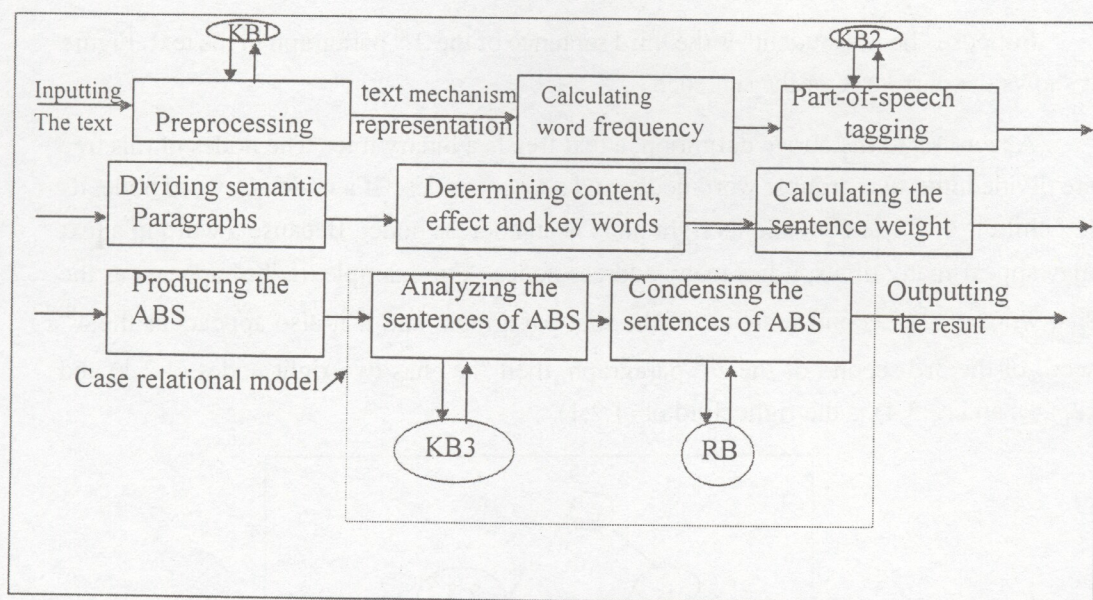 KB1
KB2
Inputting
The text
Preprocessing
text mechanism
representation
Calculating
word frequency
Part-of-speech
tagging
Dividing semantic
Paragraphs
Determining content,
effect and key words
Calculating the
sentence weight
Producing the
ABS
Analyzing the
sentences of ABS
Condensing the
sentences of ABS
Outputting
the result
Case relational model
KB3
RB